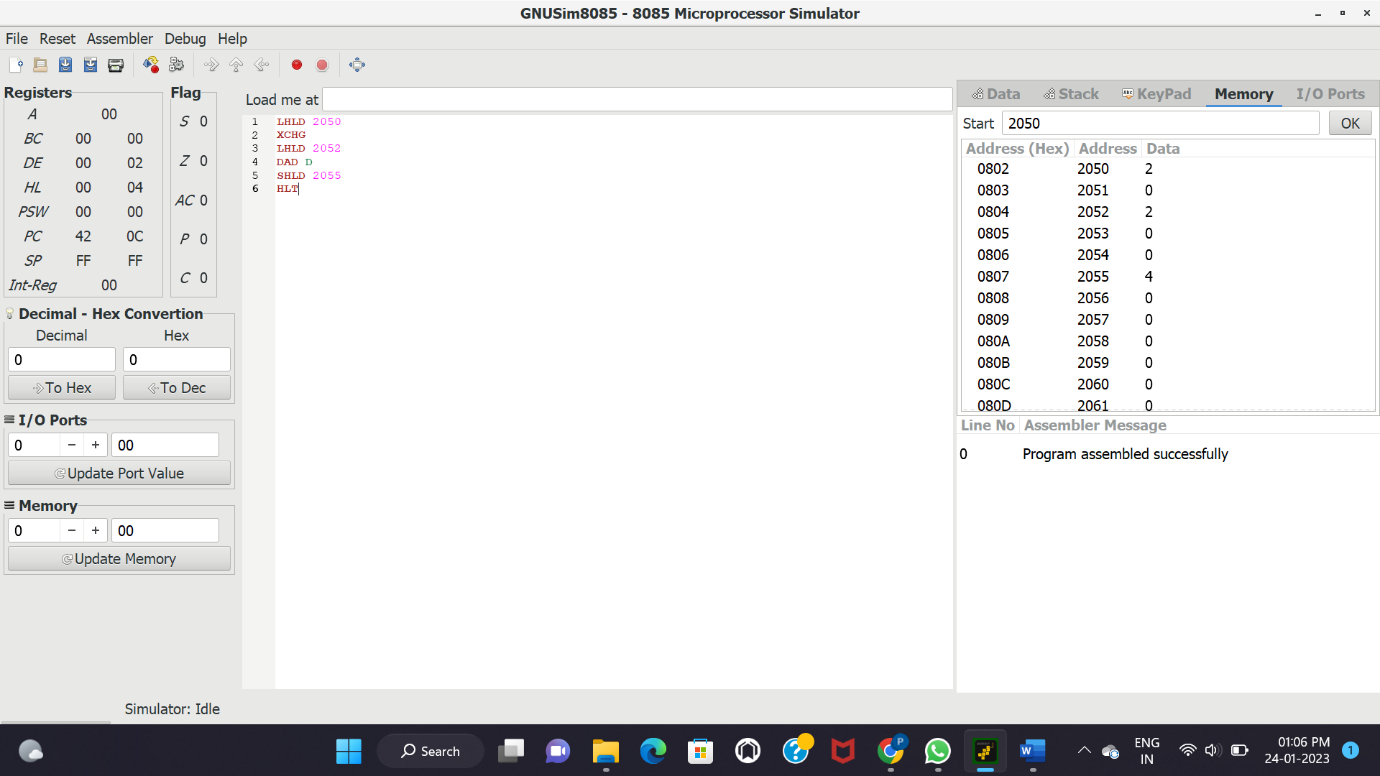 GNUSim8085 - 8085 Microprocessor Simulator
File Reset Assembler Debug Help
Registers
A 00
BC 00 00
DE 00 02
HL 00 04
PSW 00 00
PC 42 0C
SP FF FF
Int-Reg 00
Flag
S 0
Z 0
AC 0
P 0
C 0
Decimal - Hex Convertion
Decimal Hex
0 0
To Hex To Dec
I/O Ports
0 - + 00
Update Port Value
Memory
0 - + 00
Update Memory
Load me at
1 LHLD 2050
2 XCHG
3 LHLD 2052
4 DAD D
5 SHLD 2055
6 HLT
Data Stack KeyPad Memory I/O Ports
Start 2050 OK
Address (Hex) Address Data
0802 2050 2
0803 2051 0
0804 2052 2
0805 2053 0
0806 2054 0
0807 2055 4
0808 2056 0
0809 2057 0
080A 2058 0
080B 2059 0
080C 2060 0
080D 2061 0
Line No Assembler Message
0 Program assembled successfully
Simulator: Idle
Search
ENG
IN
01:06 PM
24-01-2023
1